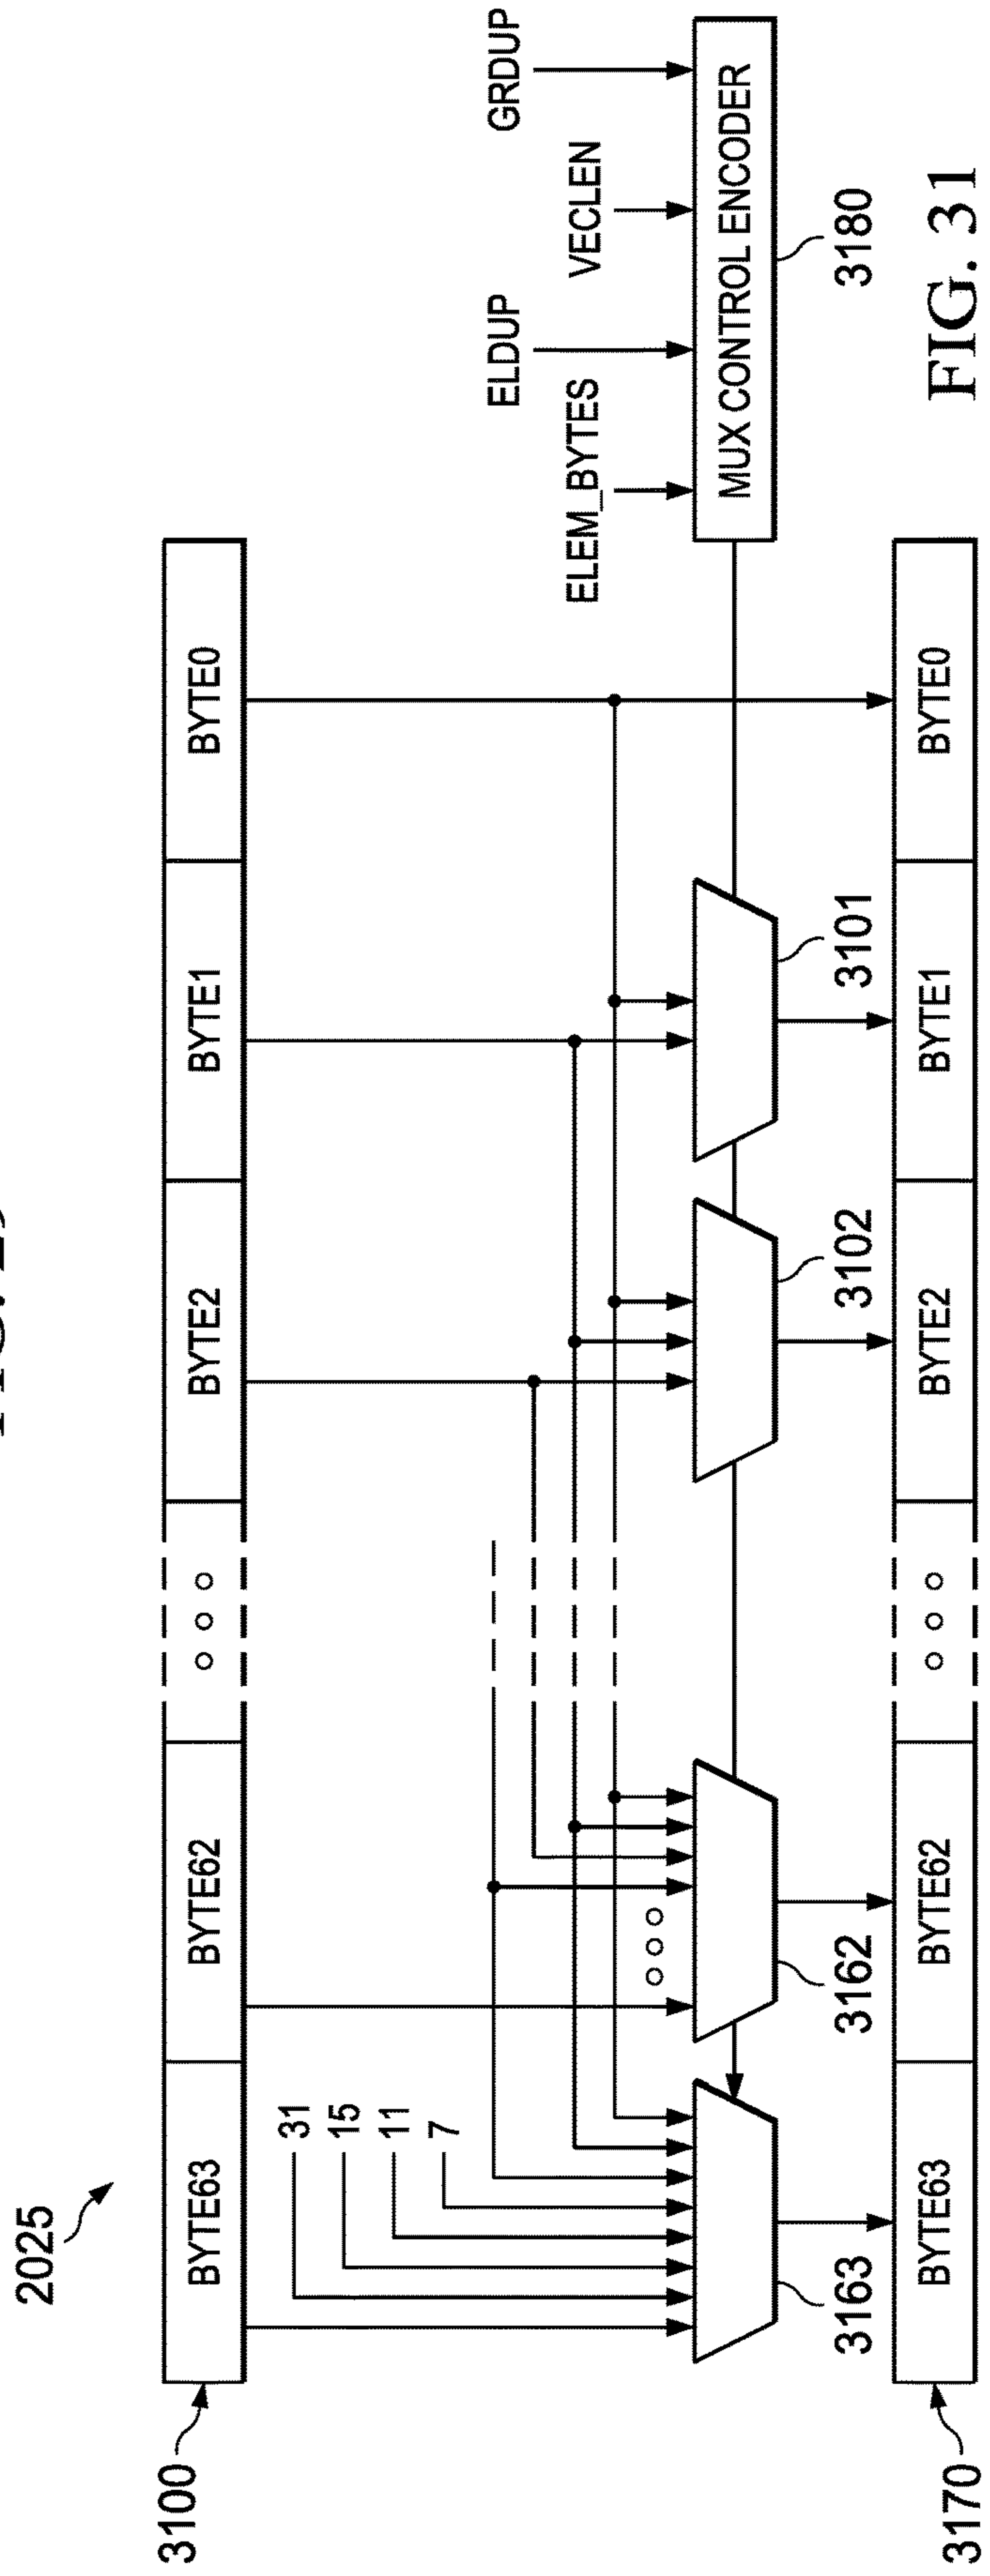 2025
3100
BYTE63
BYTE62
BYTE2
BYTE1
BYTE0
31
15
11
7
ELDUP
GRDUP
ELEM_BYTES
VECLEN
MUX CONTROL ENCODER
3163
3162
3102
3101
3180
3170
BYTE63
BYTE62
BYTE2
BYTE1
BYTE0
FIG. 31